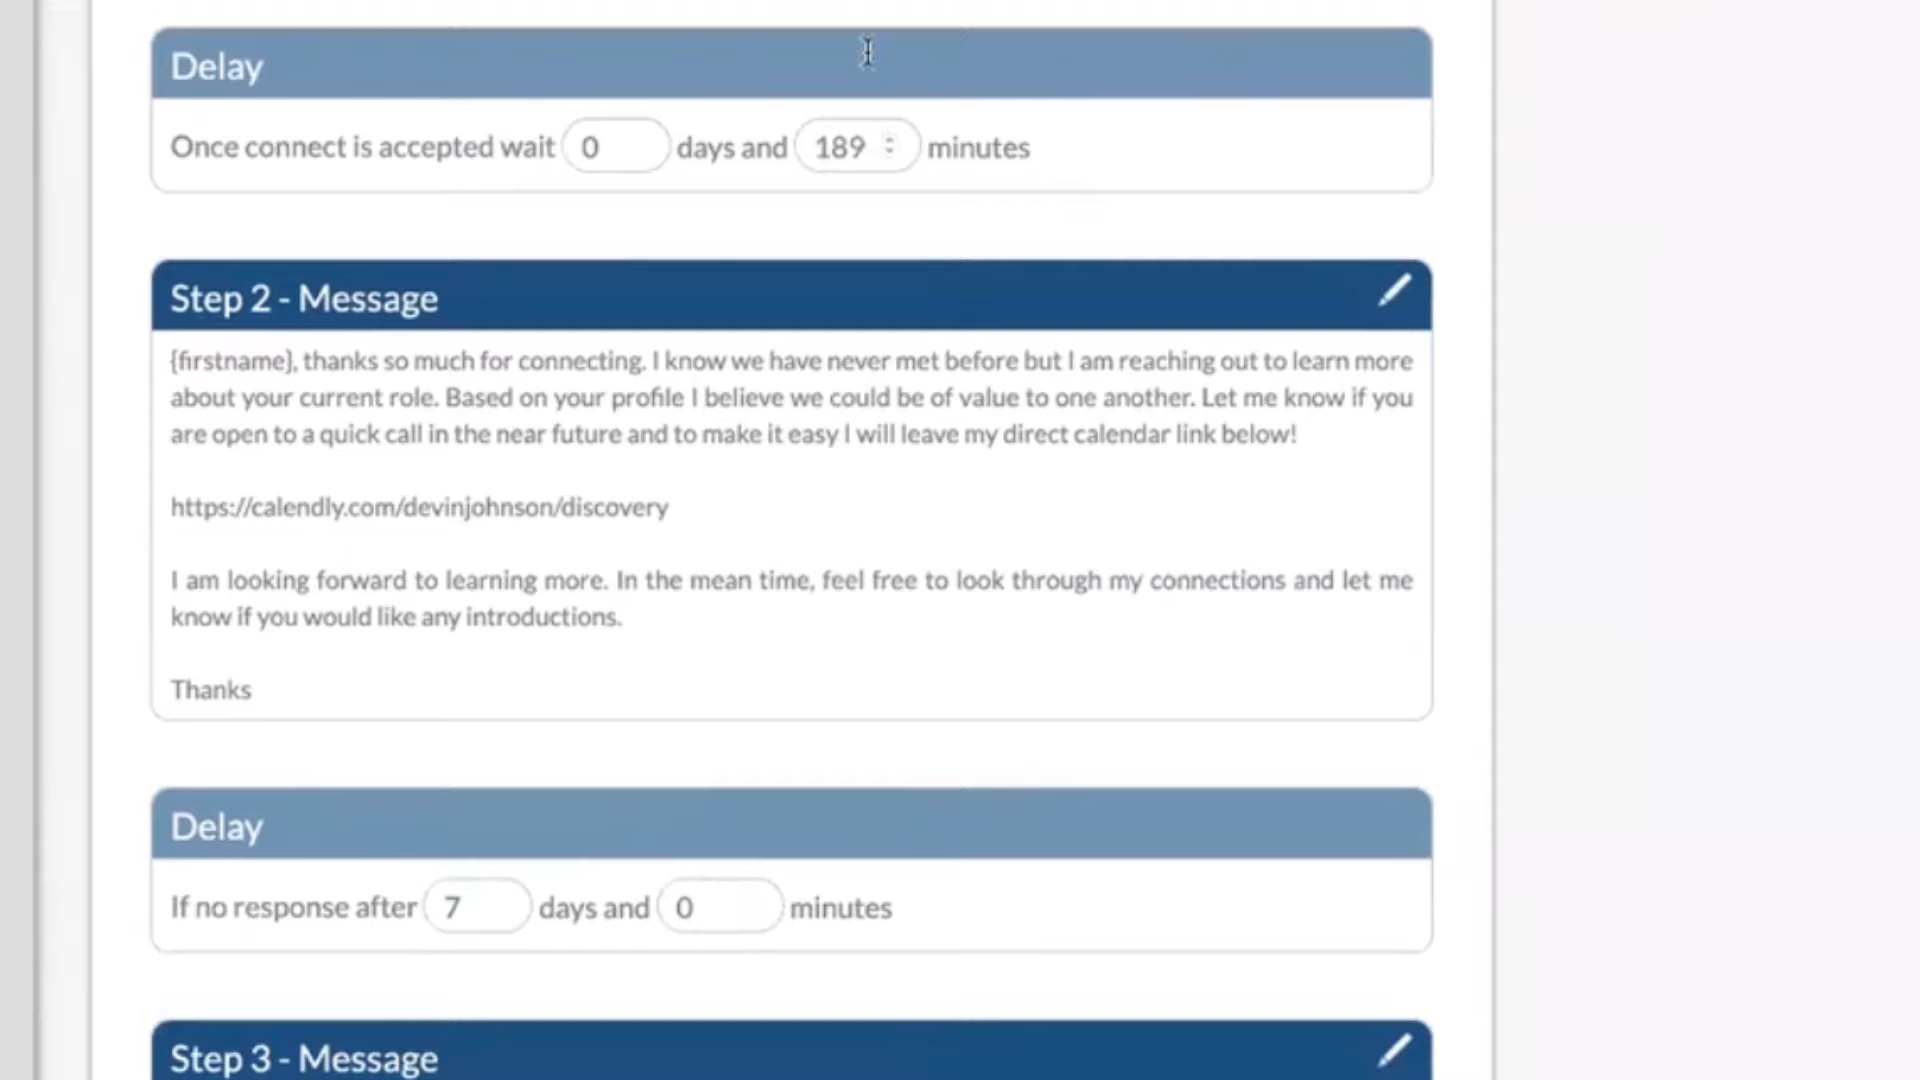 Delay
Once connect is accepted wait 0 days and 189 minutes
Step 2 - Message
{firstname}, thanks so much for connecting. I know we have never met before but I am reaching out to learn more
about your current role. Based on your profile I believe we could be of value to one another. Let me know if you
are open to a quick call in the near future and to make it easy I will leave my direct calendar link below!
https://calendly.com/devinjohnson/discovery
I am looking forward to learning more. In the mean time, feel free to look through my connections and let me
know if you would like any introductions.
Thanks
Delay
If no response after 7 days and 0 minutes
Step 3 - Message